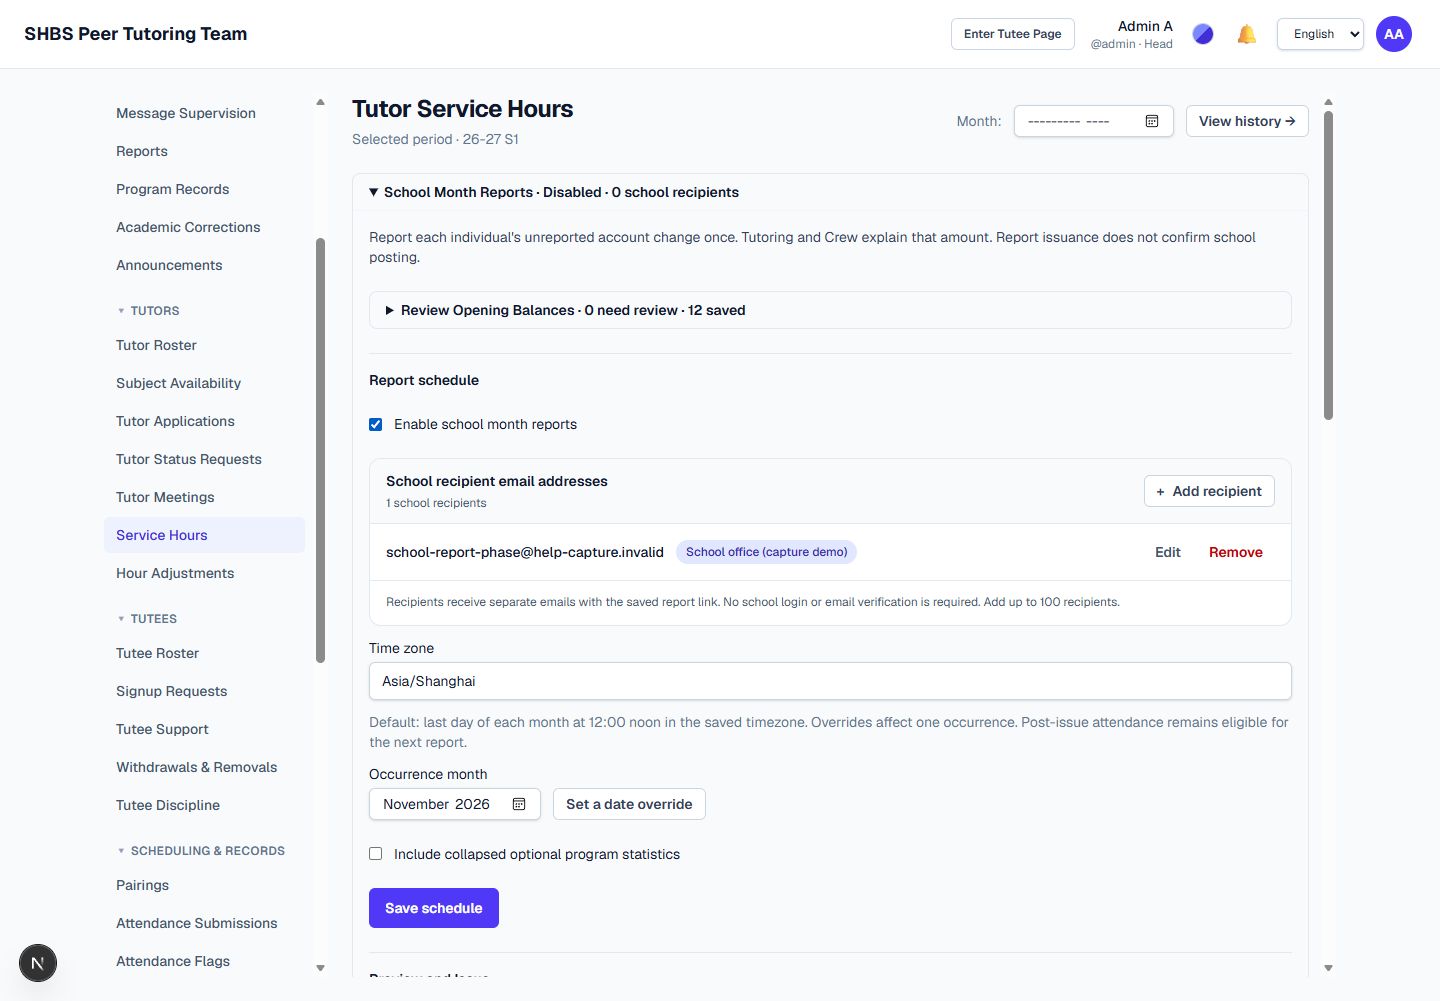 SHBS Peer Tutoring Team
Enter Tutee Page
Admin A
@admin · Head
English
AA
Message Supervision
Reports
Program Records
Academic Corrections
Announcements
▼ TUTORS
Tutor Roster
Subject Availability
Tutor Applications
Tutor Status Requests
Tutor Meetings
Service Hours
Hour Adjustments
▼ TUTEES
Tutee Roster
Signup Requests
Tutee Support
Withdrawals & Removals
Tutee Discipline
▼ SCHEDULING & RECORDS
Pairings
Attendance Submissions
Attendance Flags
N
Tutor Service Hours
Selected period · 26-27 S1
Month:
--------- ----
View history →
▼ School Month Reports · Disabled · 0 school recipients
Report each individual's unreported account change once. Tutoring and Crew explain that amount. Report issuance does not confirm school
posting.
▶ Review Opening Balances · 0 need review · 12 saved
Report schedule
Enable school month reports
School recipient email addresses
1 school recipients
+ Add recipient
school-report-phase@help-capture.invalid
School office (capture demo)
Edit
Remove
Recipients receive separate emails with the saved report link. No school login or email verification is required. Add up to 100 recipients.
Time zone
Asia/Shanghai
Default: last day of each month at 12:00 noon in the saved timezone. Overrides affect one occurrence. Post-issue attendance remains eligible for
the next report.
Occurrence month
November 2026
Set a date override
Include collapsed optional program statistics
Save schedule